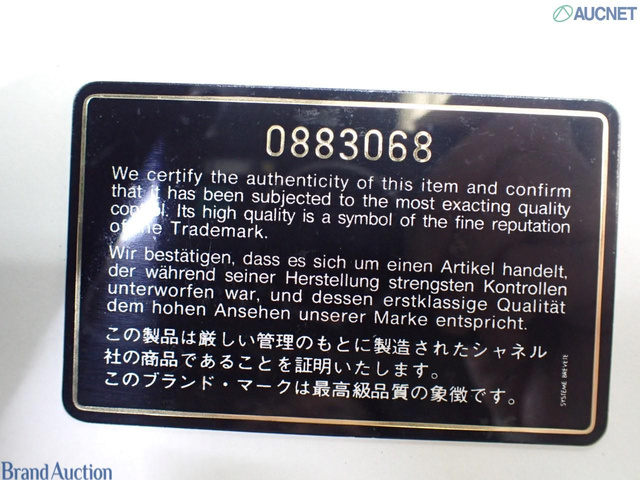 AUCNET
0883068
We certify the authenticity of this item and confirm
that it has been subjected to the most exacting quality
control. Its high quality is a symbol of the fine reputation
of the Trademark.
Wir bestätigen, dass es sich um einen Artikel handelt,
der während seiner Herstellung strengsten Kontrollen
unterworfen war, und dessen erstklassige Qualität
dem hohen Ansehen unserer Marke entspricht.
この製品は厳しい管理のもとに製造されたシャネル
社の商品であることを証明いたします。
このブランド・マークは最高級品質の象徴です。
SYSTEME BREVETE
Brand Auction